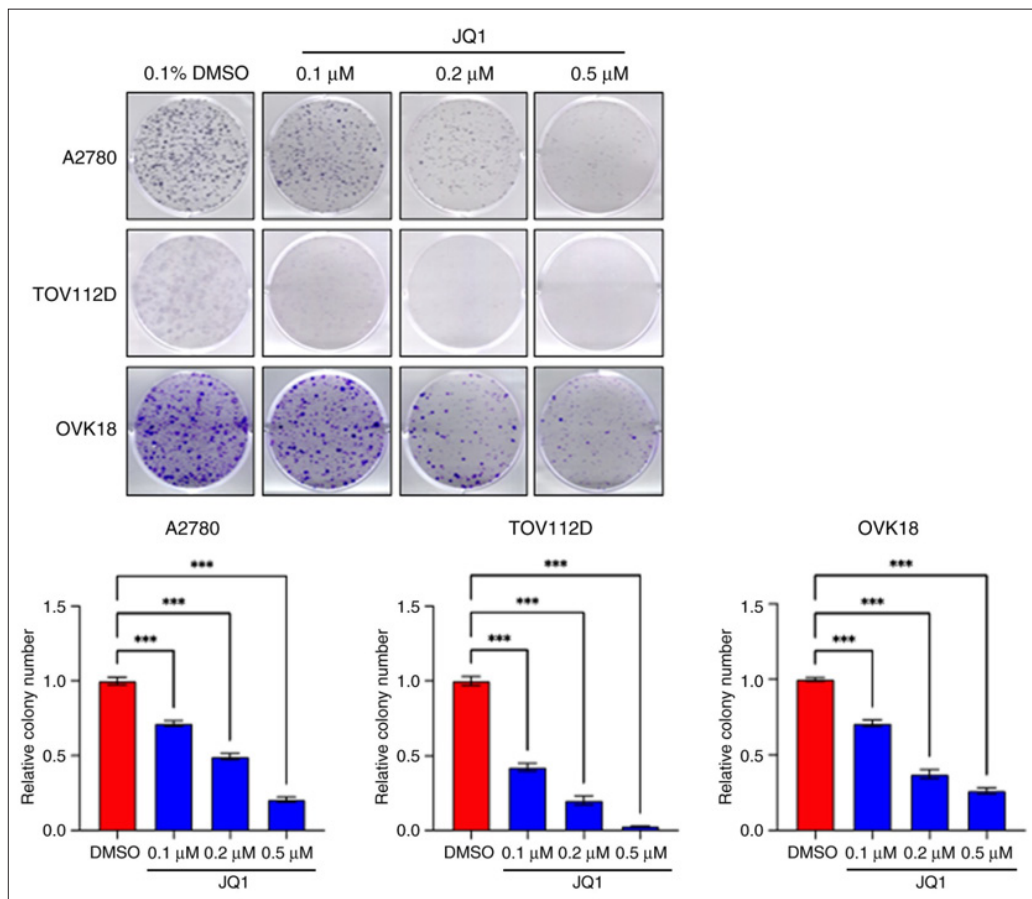 JQ1
0.1% DMSO 0.1 μM 0.2 μM 0.5 μM
A2780
TOV112D
OVK18
A2780 TOV112D OVK18
*** *** ***
*** *** ***
*** *** ***
Relative colony number
1.5
1.0
0.5
0.0
DMSO 0.1 μM 0.2 μM 0.5 μM
JQ1
Relative colony number
1.5
1.0
0.5
0.0
DMSO 0.1 μM 0.2 μM 0.5 μM
JQ1
Relative colony number
1.5
1.0
0.5
0.0
DMSO 0.1 μM 0.2 μM 0.5 μM
JQ1